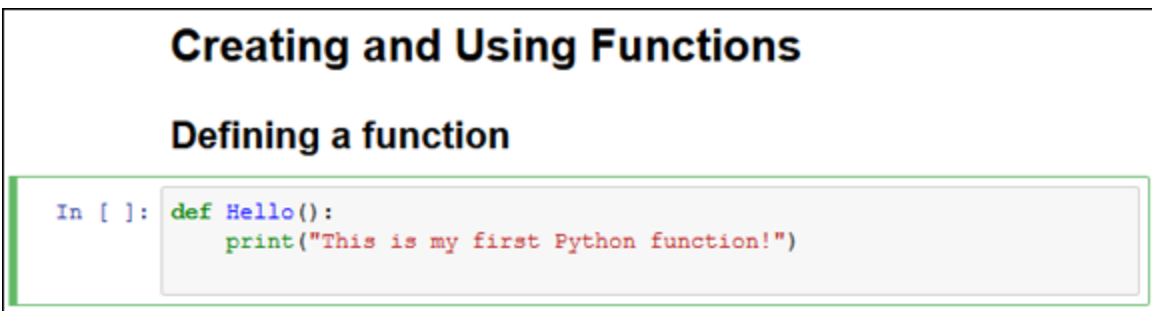 Creating and Using Functions
Defining a function
In [ ]: def Hello():
print("This is my first Python function!")